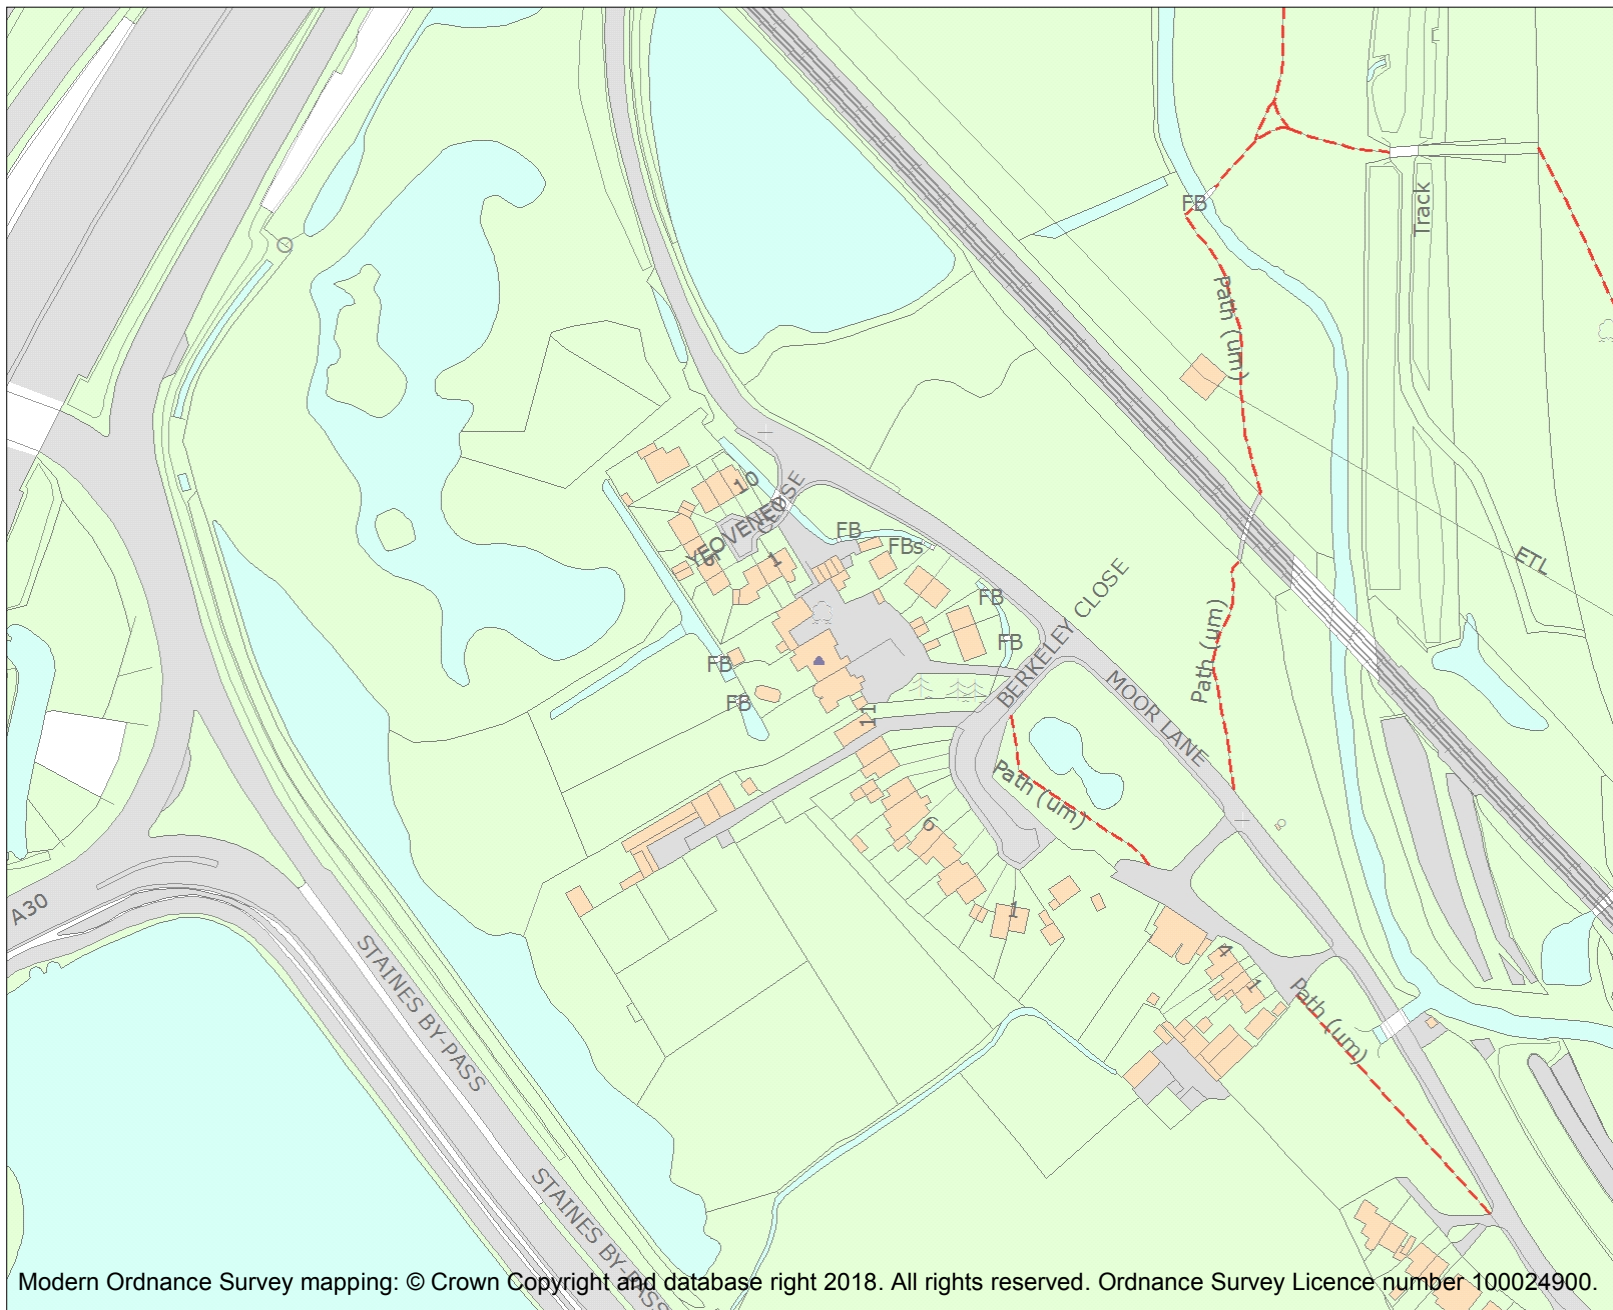 FB
Track
Path (um)
10
YEOVENEY
CLOSE
FB
FBs
5
1
ETL
FB
BERKELEY CLOSE
FB
Path (um)
FB
FB
11
MOOR LANE
Path (um)
6
A30
1
4
1
STAINES BY-PASS
Path (um)
STAINES BY-PASS
Modern Ordnance Survey mapping: © Crown Copyright and database right 2018. All rights reserved. Ordnance Survey Licence number 100024900.